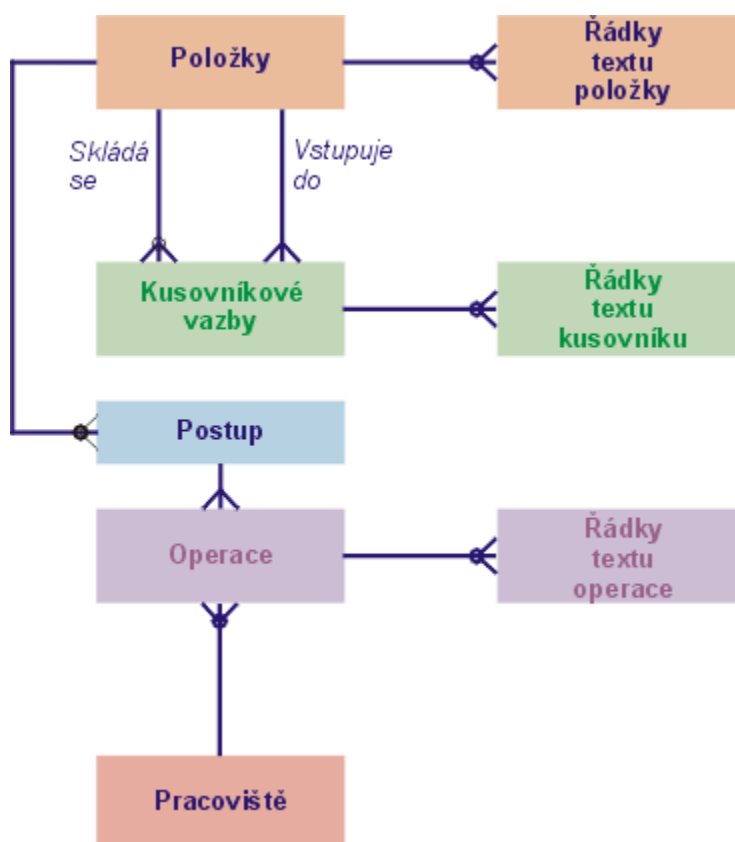 Položky
Řádky
textu
položky
Skládá
se
Vstupuje
do
Kusovníkové
vazby
Řádky
textu
kusovníku
Postup
Operace
Řádky
textu
operace
Pracoviště